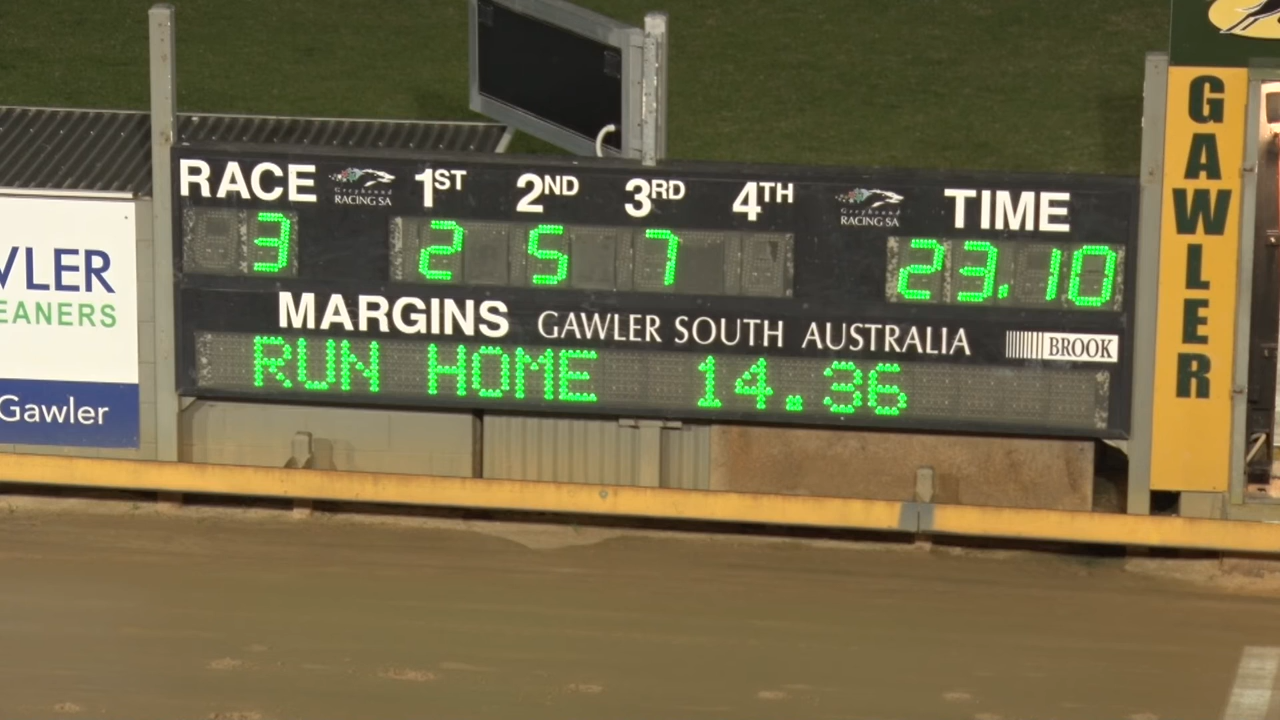 RACE
Greyhound
RACING SA
1ST
2ND
3RD
4TH
Greyhound
RACING SA
TIME
3
2
5
7
23.10
MARGINS
GAWLER SOUTH AUSTRALIA
BROOK
RUN HOME 14.36
VLER
EANERS
Gawler
GAWLER